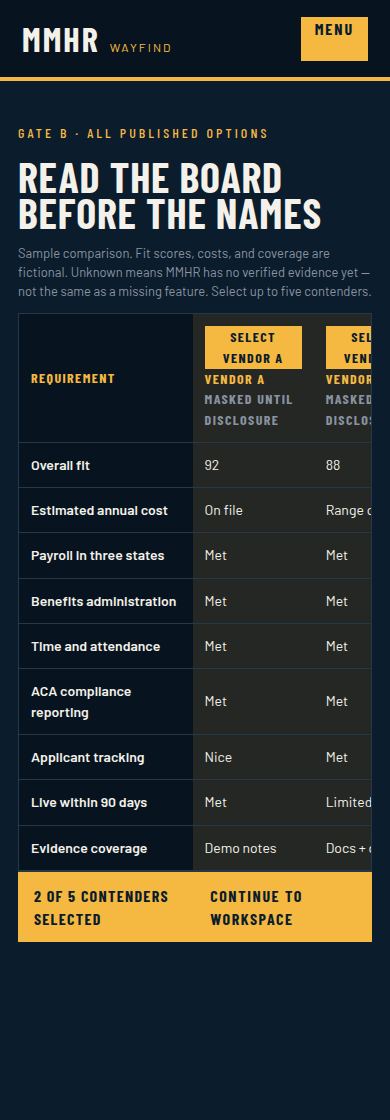 MMHR WAYFIND
MENU
GATE B · ALL PUBLISHED OPTIONS
READ THE BOARD
BEFORE THE NAMES
Sample comparison. Fit scores, costs, and coverage are
fictional. Unknown means MMHR has no verified evidence yet —
not the same as a missing feature. Select up to five contenders.
REQUIREMENT
SELECT
VENDOR A
VENDOR A
MASKED UNTIL
DISCLOSURE
Overall fit 92 88
Estimated annual cost On file Range
Payroll in three states Met Met
Benefits administration Met Met
Time and attendance Met Met
ACA compliance
reporting
Met Met
Applicant tracking Nice Met
Live within 90 days Met Limited
Evidence coverage Demo notes Docs +
2 OF 5 CONTENDERS
SELECTED
CONTINUE TO
WORKSPACE